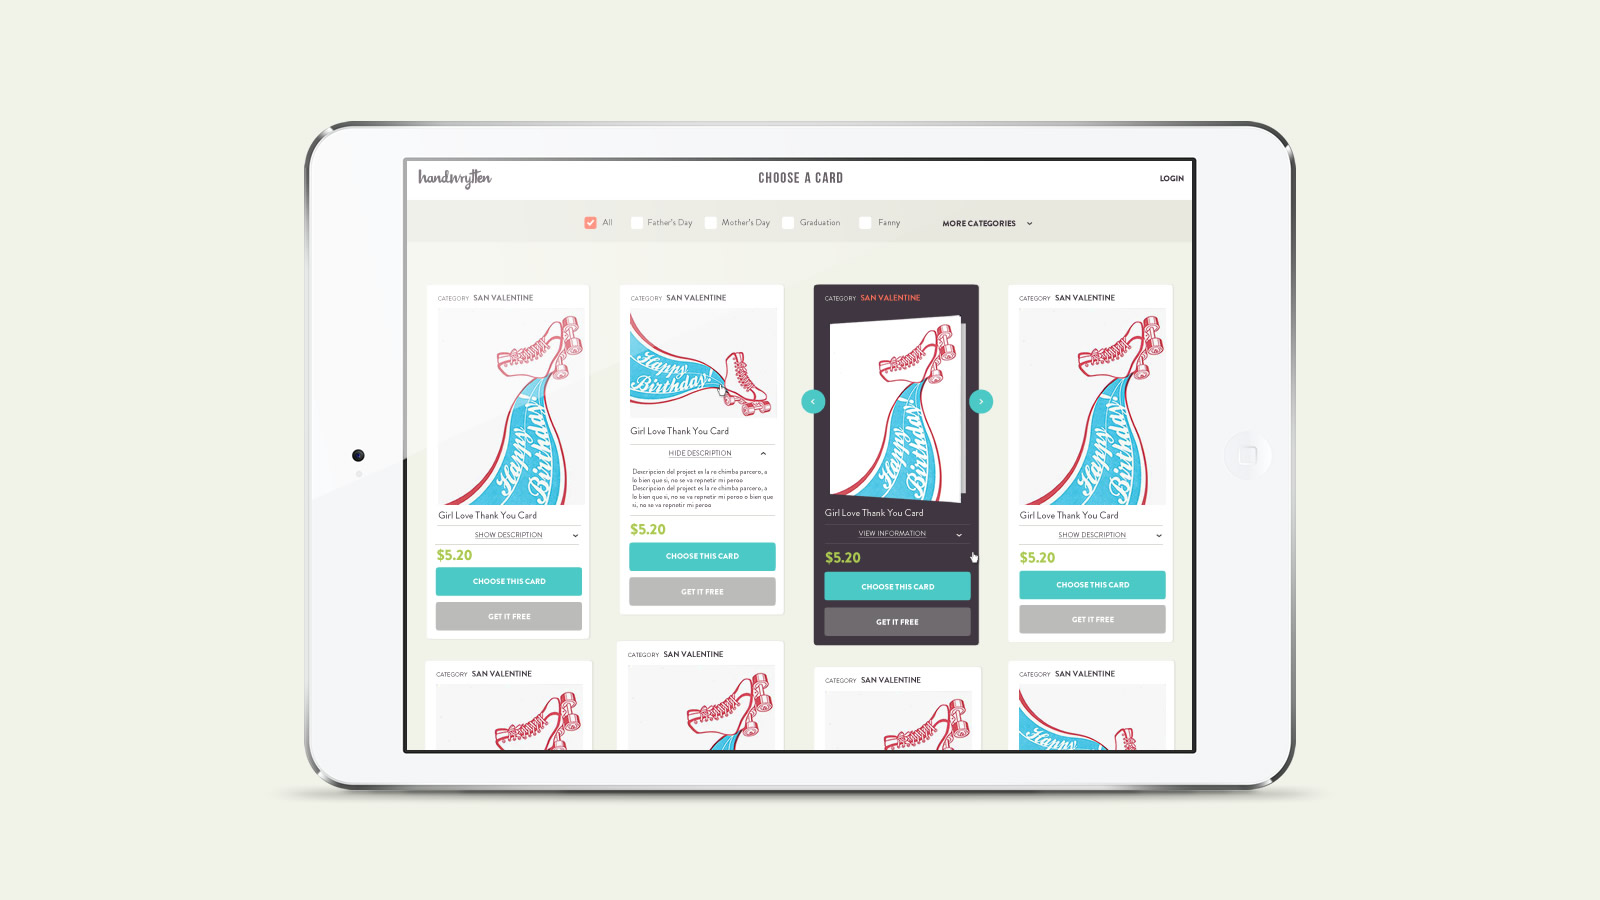 handwrytten
CHOOSE A CARD
LOGIN
All
Father's Day
Mother's Day
Graduation
Fanny
MORE CATEGORIES
CATEGORY SAN VALENTINE
Happy
Birthday!
Girl Love Thank You Card
SHOW DESCRIPTION
$5.20
CHOOSE THIS CARD
GET IT FREE
CATEGORY SAN VALENTINE
Happy
Birthday!
Girl Love Thank You Card
HIDE DESCRIPTION
Descripcion del project es la re chimba parcero, a
lo bien que si, no se va repnetir mi peroo
Descripcion del project es la re chimba parcero, a
lo bien que si, no se va repnetir mi peroo o bien que
si, no se va repnetir mi peroo
$5.20
CHOOSE THIS CARD
GET IT FREE
CATEGORY SAN VALENTINE
Happy
Birthday!
Girl Love Thank You Card
VIEW INFORMATION
$5.20
CHOOSE THIS CARD
GET IT FREE
CATEGORY SAN VALENTINE
Happy
Birthday!
Girl Love Thank You Card
SHOW DESCRIPTION
$5.20
CHOOSE THIS CARD
GET IT FREE
CATEGORY SAN VALENTINE
CATEGORY SAN VALENTINE
CATEGORY SAN VALENTINE
CATEGORY SAN VALENTINE
Happy